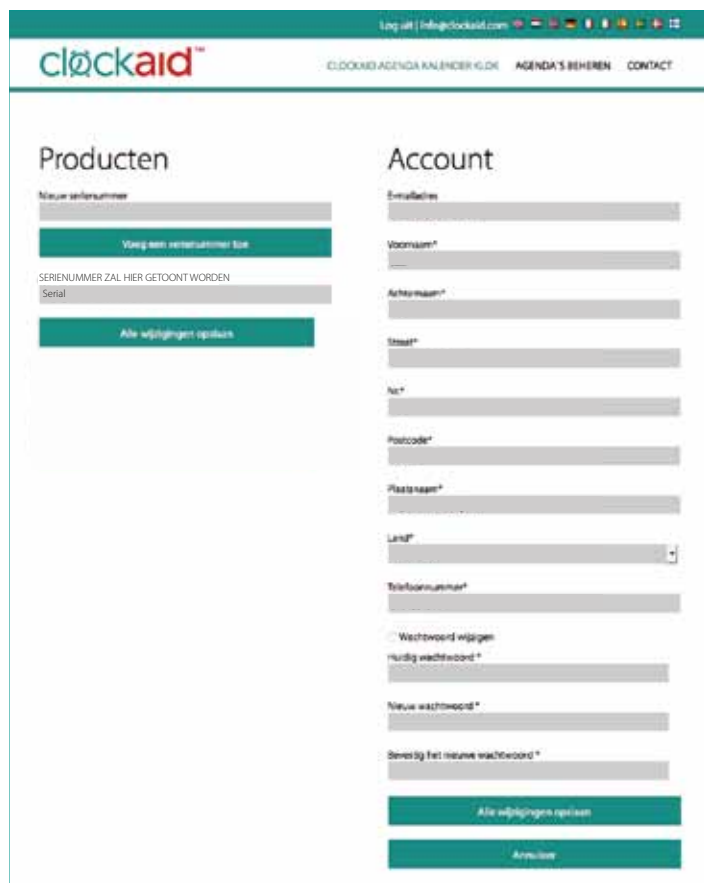 Log uit | info@clockaid.com
clockaid™
CLOCKAID AGENDA KALENDER KLOK AGENDA'S BEHEREN CONTACT
Producten
Nieuw serienummer
Voeg een serienummer toe
SERIENUMMER ZAL HIER GETOONT WORDEN
Serial
Alle wijzigingen opslaan
Account
E-mailadres
Voornaam*
Achternaam*
Straat*
Nr.*
Postcode*
Plaatsnaam*
Land*
Telefoonnummer*
Wachtwoord wijzigen
Huidig wachtwoord *
Nieuw wachtwoord *
Bevestig het nieuwe wachtwoord *
Alle wijzigingen opslaan
Annuleer